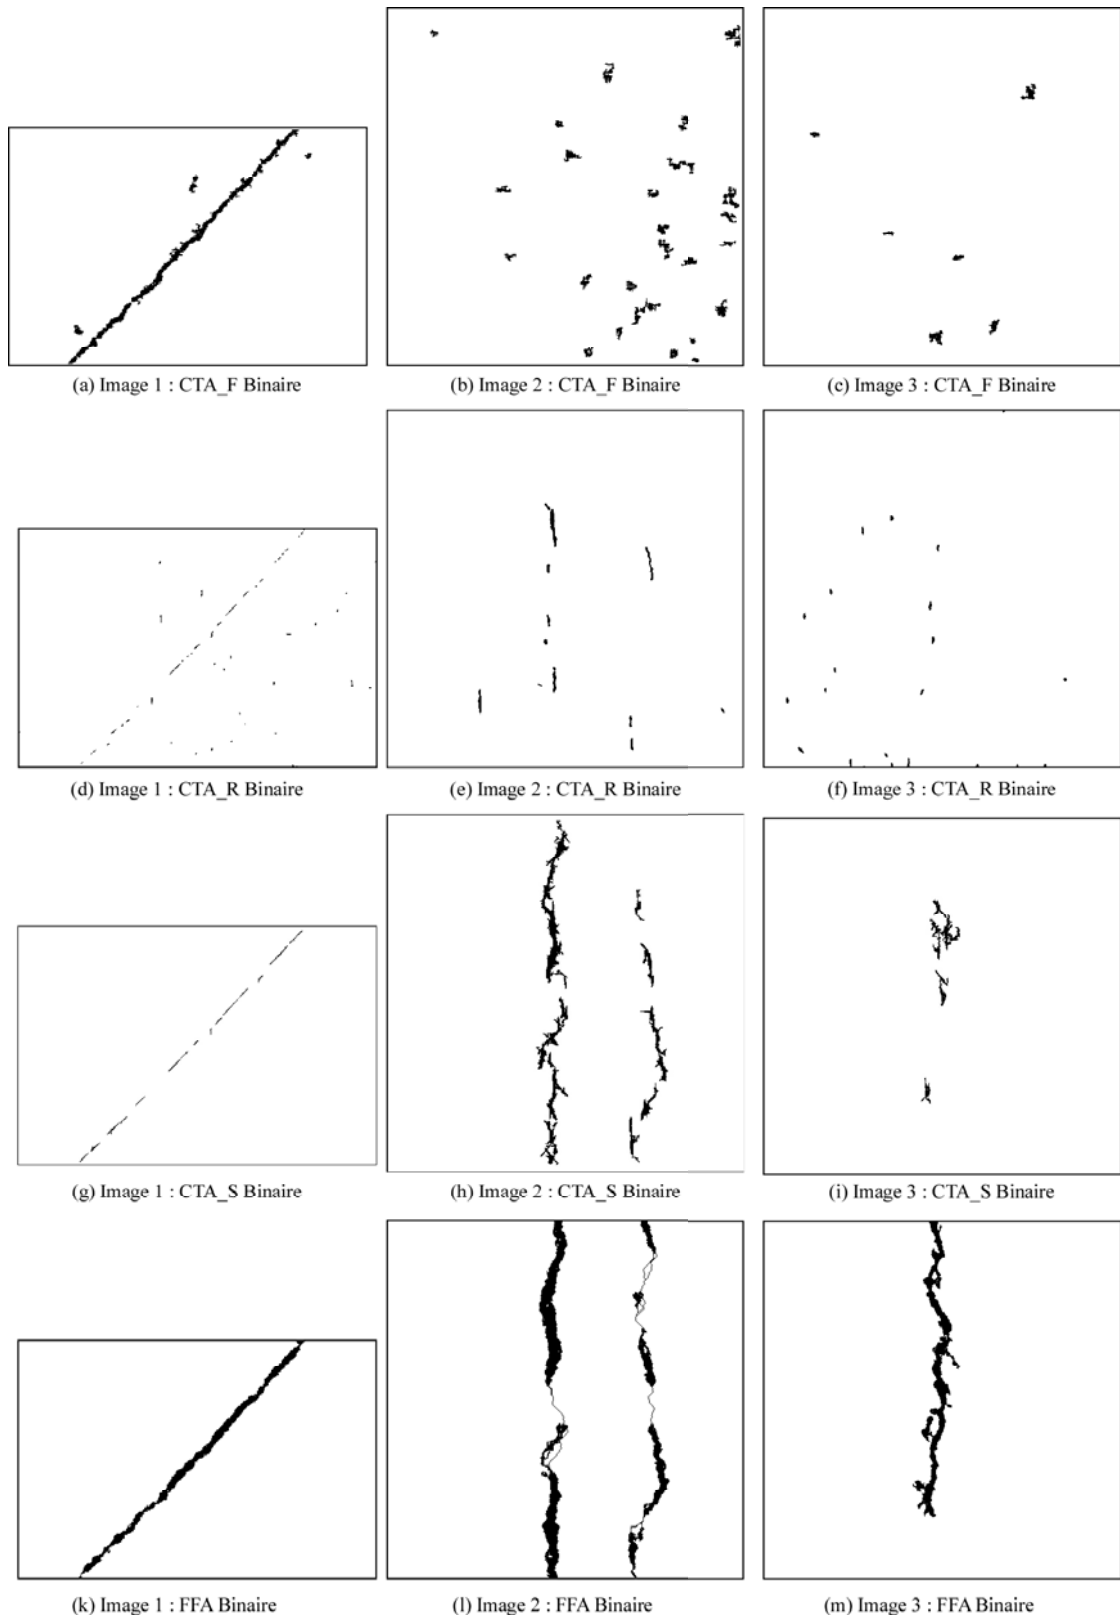 (a) Image 1 : CTA_F Binaire
(b) Image 2 : CTA_F Binaire
(c) Image 3 : CTA_F Binaire
(d) Image 1 : CTA_R Binaire
(e) Image 2 : CTA_R Binaire
(f) Image 3 : CTA_R Binaire
(g) Image 1 : CTA_S Binaire
(h) Image 2 : CTA_S Binaire
(i) Image 3 : CTA_S Binaire
(k) Image 1 : FFA Binaire
(l) Image 2 : FFA Binaire
(m) Image 3 : FFA Binaire